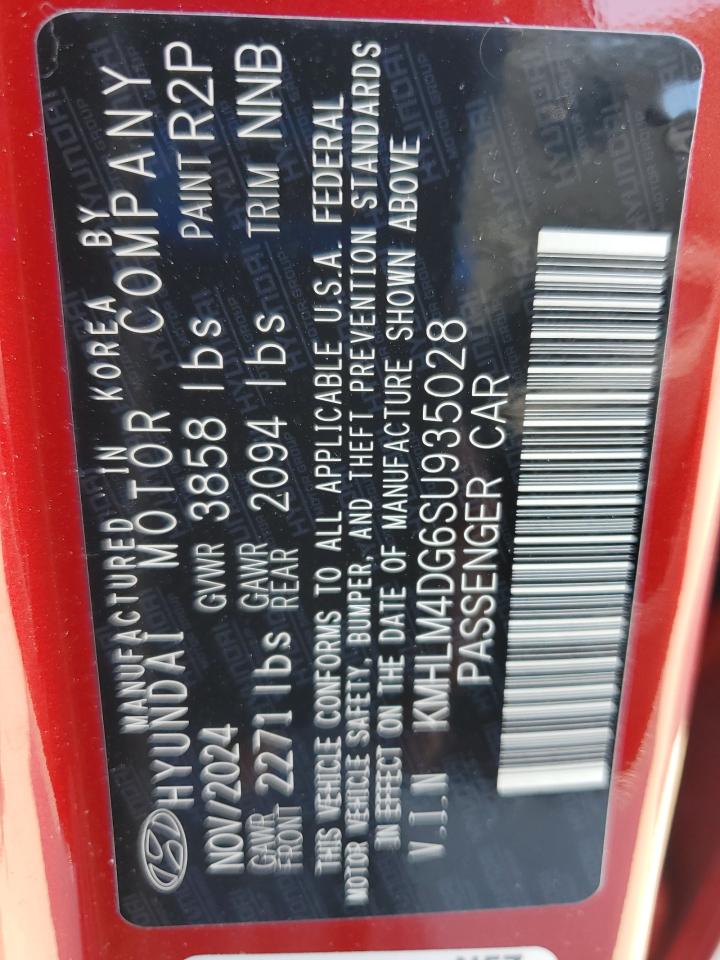 MANUFACTURED IN KOREA BY
HYUNDAI MOTOR COMPANY
NOV/2024 GVWR 3858 lbs PAINT R2P
GAWR FRONT 2271 lbs GAWR REAR 2094 lbs TRIM NNB
THIS VEHICLE CONFORMS TO ALL APPLICABLE U.S.A. FEDERAL
MOTOR VEHICLE SAFETY, BUMPER, AND THEFT PREVENTION STANDARDS
IN EFFECT ON THE DATE OF MANUFACTURE SHOWN ABOVE
V.I.N KMHLM4DG6SU935028
PASSENGER CAR